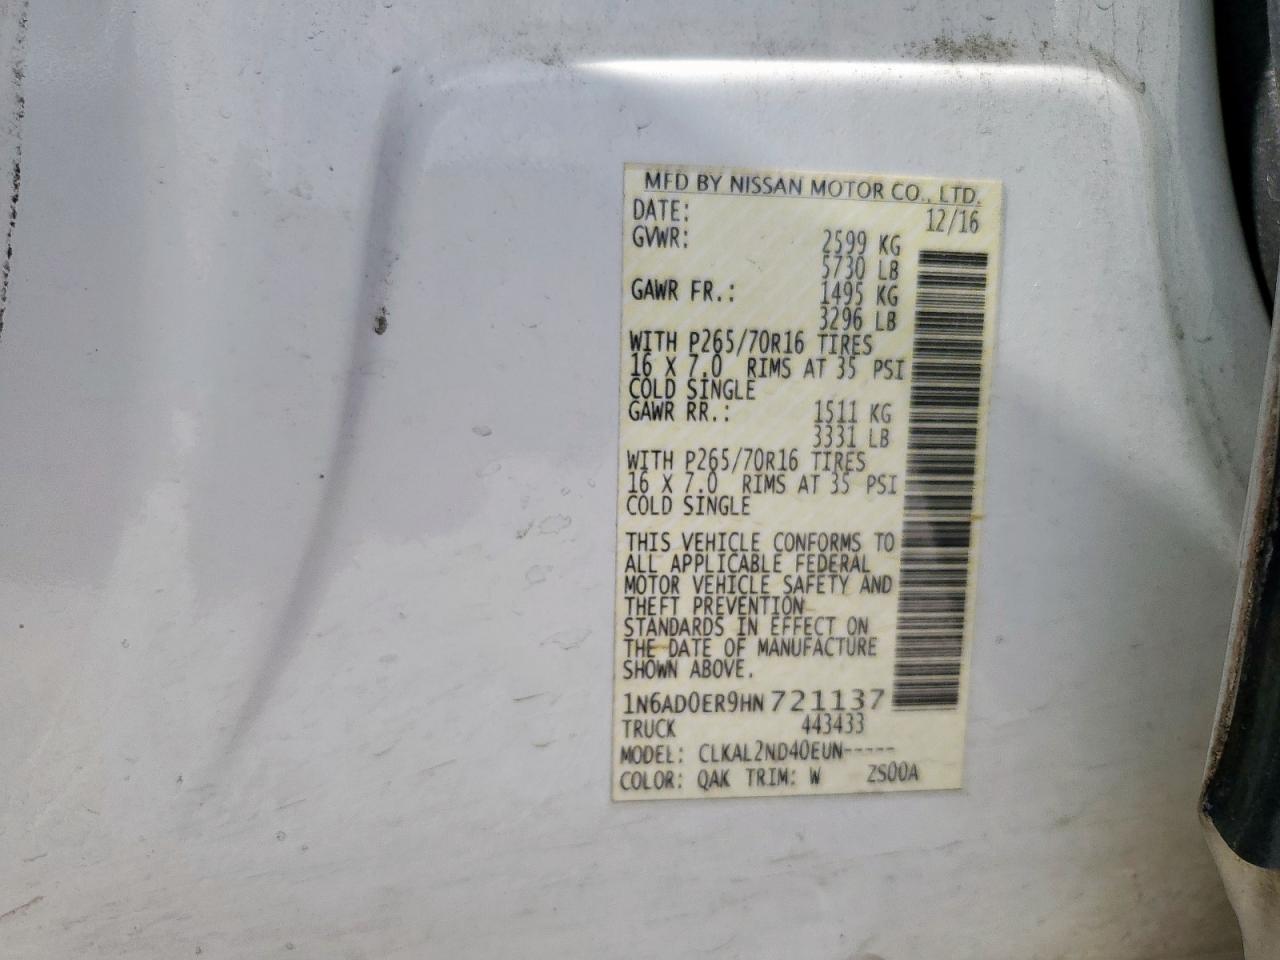 MFD BY NISSAN MOTOR CO., LTD.
DATE: 12/16
GVWR: 2599 KG
5730 LB
GAWR FR.: 1495 KG
3296 LB
WITH P265/70R16 TIRES
16 X 7.0 RIMS AT 35 PSI
COLD SINGLE
GAWR RR.: 1511 KG
3331 LB
WITH P265/70R16 TIRES
16 X 7.0 RIMS AT 35 PSI
COLD SINGLE
THIS VEHICLE CONFORMS TO
ALL APPLICABLE FEDERAL
MOTOR VEHICLE SAFETY AND
THEFT PREVENTION
STANDARDS IN EFFECT ON
THE DATE OF MANUFACTURE
SHOWN ABOVE.
1N6AD0ER9HN721137
TRUCK 443433
MODEL: CLKAL2ND40EUN-----
COLOR: QAK TRIM: W ZS00A